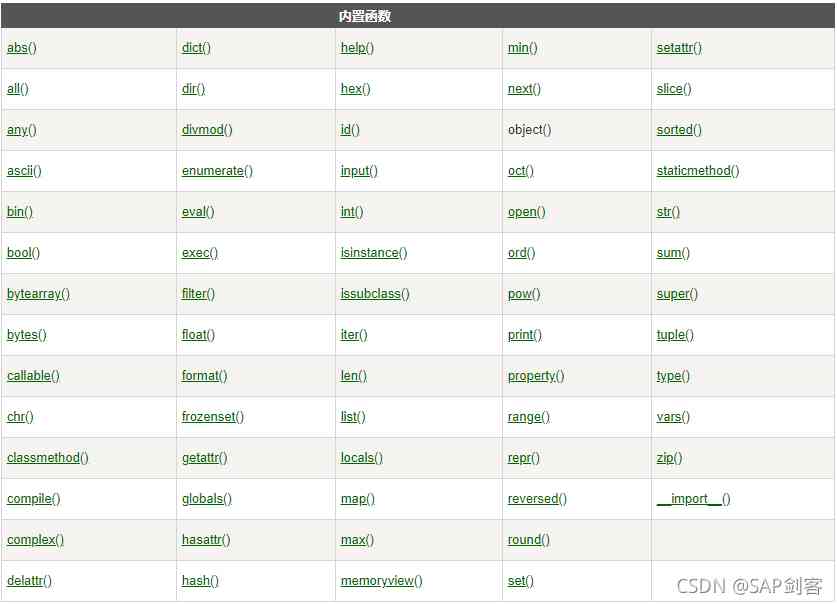 内置函数
abs() dict() help() min() setattr()
all() dir() hex() next() slice()
any() divmod() id() object() sorted()
ascii() enumerate() input() oct() staticmethod()
bin() eval() int() open() str()
bool() exec() isinstance() ord() sum()
bytearray() filter() issubclass() pow() super()
bytes() float() iter() print() tuple()
callable() format() len() property() type()
chr() frozenset() list() range() vars()
classmethod() getattr() locals() repr() zip()
compile() globals() map() reversed() __import__()
complex() hasattr() max() round()
delattr() hash() memoryview() set()
CSDN @SAP剑客